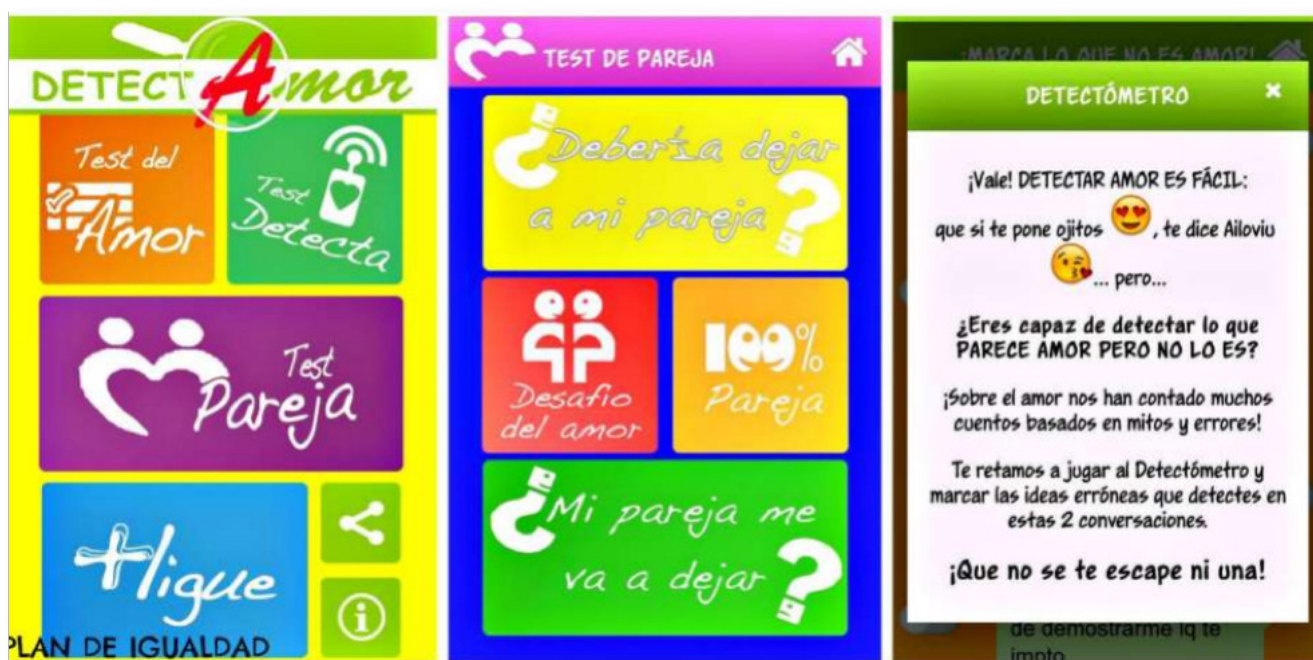 DETECTAmor
Test del
Amor
Test
Detecta
Test
Pareja
+ligue
PLAN DE IGUALDAD
TEST DE PAREJA
¿Debería dejar
a mi pareja?
Desafio
del amor
100%
Pareja
¿Mi pareja me
va a dejar?
¡MARCA LO QUE NO ES AMOR!
DETECTÓMETRO
¡Vale! DETECTAR AMOR ES FÁCIL:
que si te pone ojitos 😍, te dice Ailoviu
😘... pero...
¿Eres capaz de detectar lo que
PARECE AMOR PERO NO LO ES?
¡Sobre el amor nos han contado muchos
cuentos basados en mitos y errores!
Te retamos a jugar al Detectómetro y
marcar las ideas erróneas que detectes en
estas 2 conversaciones.
¡Que no se te escape ni una!
de demostrarme lq te
impto